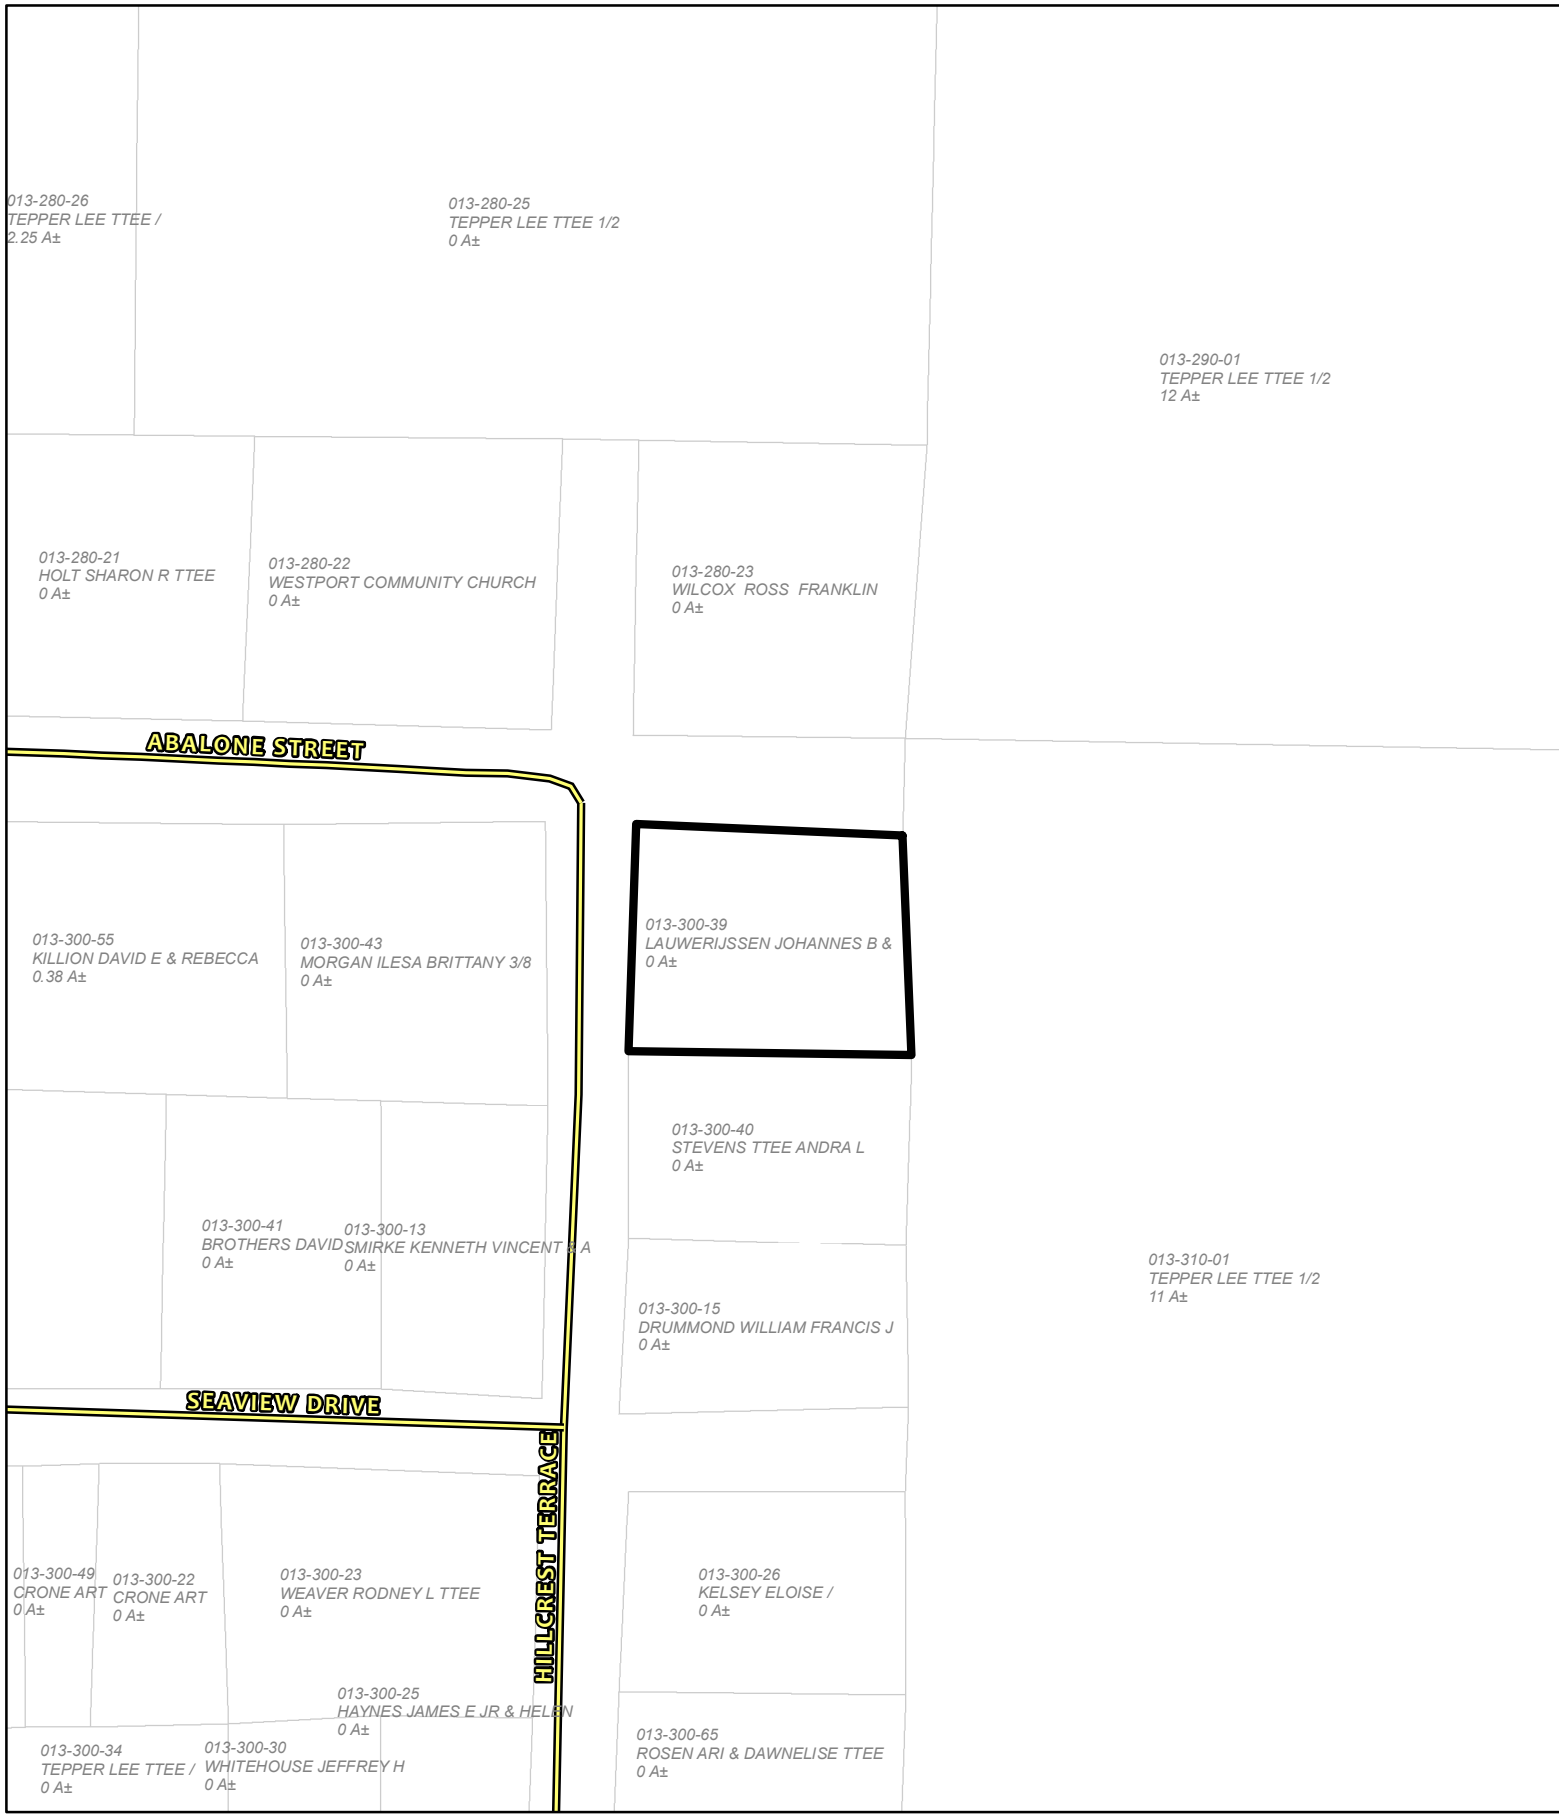 013-280-26
TEPPER LEE TTEE /
2.25 A±
013-280-25
TEPPER LEE TTEE 1/2
0 A±
013-290-01
TEPPER LEE TTEE 1/2
12 A±
013-280-21
HOLT SHARON R TTEE
0 A±
013-280-22
WESTPORT COMMUNITY CHURCH
0 A±
013-280-23
WILCOX ROSS FRANKLIN
0 A±
ABALONE STREET
013-300-55
KILLION DAVID E & REBECCA
0.38 A±
013-300-43
MORGAN ILESA BRITTANY 3/8
0 A±
013-300-39
LAUWERIJSSEN JOHANNES B &
0 A±
013-300-40
STEVENS TTEE ANDRA L
0 A±
013-300-41
BROTHERS DAVID
0 A±
013-300-13
SMIRKE KENNETH VINCENT & A
0 A±
013-310-01
TEPPER LEE TTEE 1/2
11 A±
013-300-15
DRUMMOND WILLIAM FRANCIS J
0 A±
SEAVIEW DRIVE
HILLCREST TERRACE
013-300-49
CRONE ART
0 A±
013-300-22
CRONE ART
0 A±
013-300-23
WEAVER RODNEY L TTEE
0 A±
013-300-26
KELSEY ELOISE /
0 A±
013-300-25
HAYNES JAMES E JR & HELEN
0 A±
013-300-34
TEPPER LEE TTEE /
0 A±
013-300-30
WHITEHOUSE JEFFREY H
0 A±
013-300-65
ROSEN ARI & DAWNELISE TTEE
0 A±